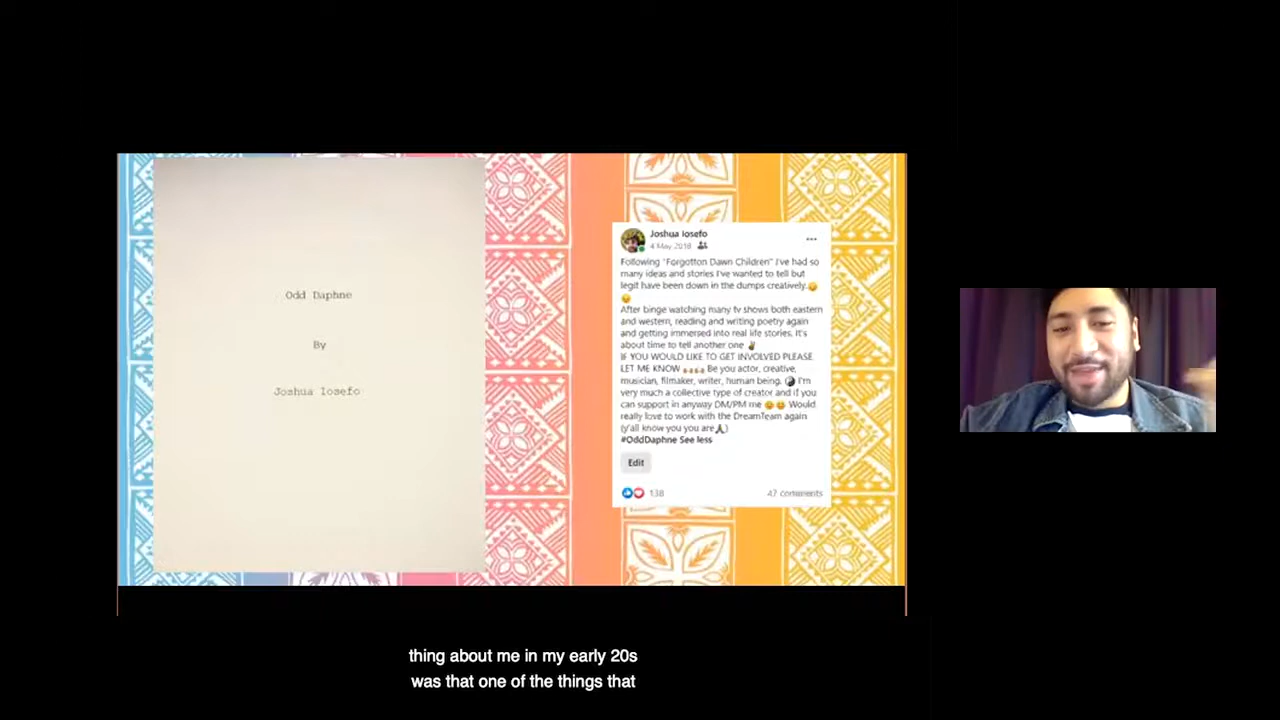 Odd Daphne
By
Joshua Iosefo
Joshua Iosefo
4 May 2018
Following "Forgotton Dawn Children" I've had so
many ideas and stories I've wanted to tell but
legit have been down in the dumps creatively.
After binge watching many tv shows both eastern
and western, reading and writing poetry again
and getting immersed into real life stories. It's
about time to tell another one
IF YOU WOULD LIKE TO GET INVOLVED PLEASE
LET ME KNOW 🙌🙌 Be you actor, creative,
musician, filmaker, writer, human being. I'm
very much a collective type of creator and if you
can support in anyway DM/PM me Would
really love to work with the DreamTeam again
(y'all know you you are🙏)
#OddDaphne See less
Edit
138
47 comments
thing about me in my early 20s
was that one of the things that